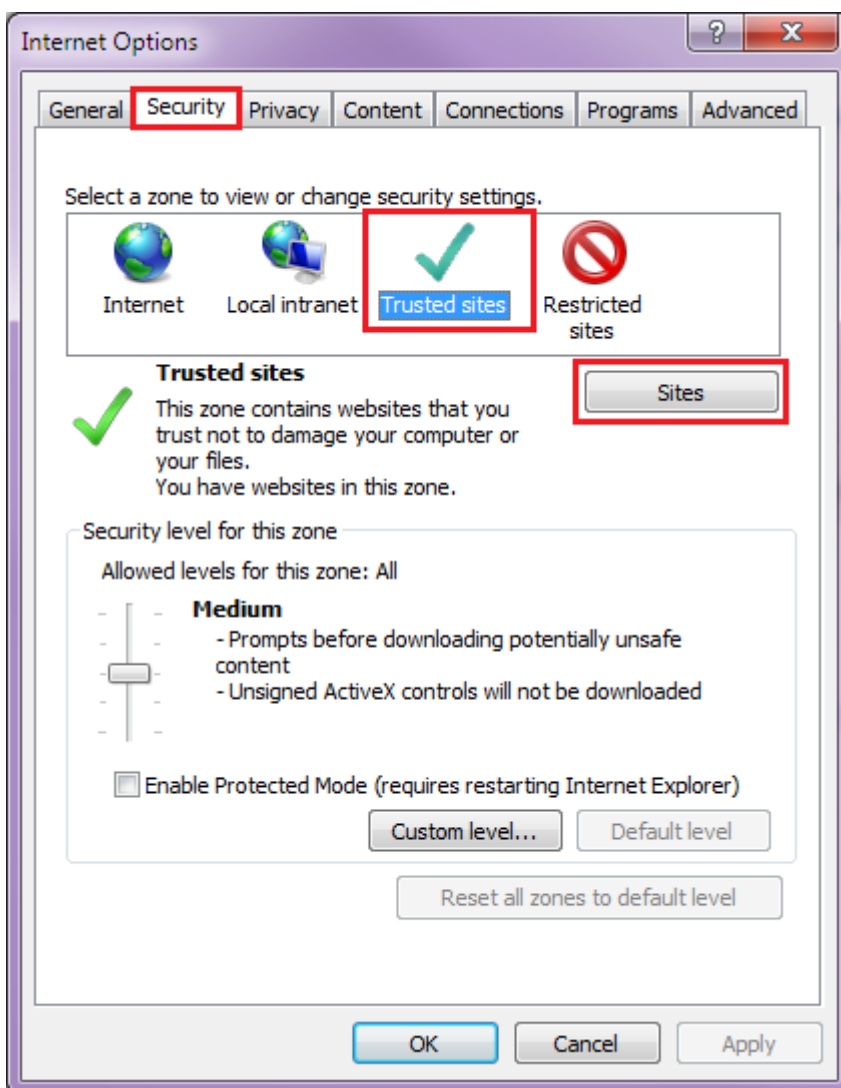 Internet Options
General Security Privacy Content Connections Programs Advanced
Select a zone to view or change security settings.
Internet Local intranet Trusted sites Restricted
sites
Trusted sites
Sites
This zone contains websites that you
trust not to damage your computer or
your files.
You have websites in this zone.
Security level for this zone
Allowed levels for this zone: All
Medium
- Prompts before downloading potentially unsafe
content
- Unsigned ActiveX controls will not be downloaded
Enable Protected Mode (requires restarting Internet Explorer)
Custom level... Default level
Reset all zones to default level
OK Cancel Apply